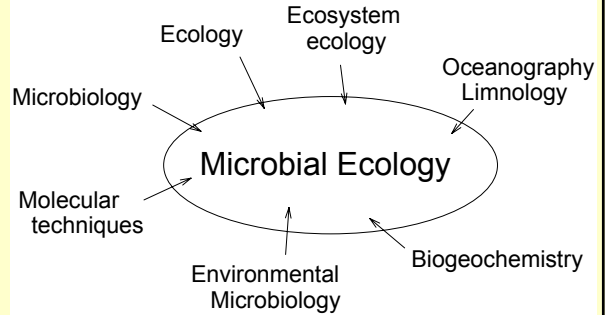 Ecosystem
ecology
Ecology
Oceanography
Limnology
Microbiology
Microbial Ecology
Molecular
techniques
Biogeochemistry
Environmental
Microbiology